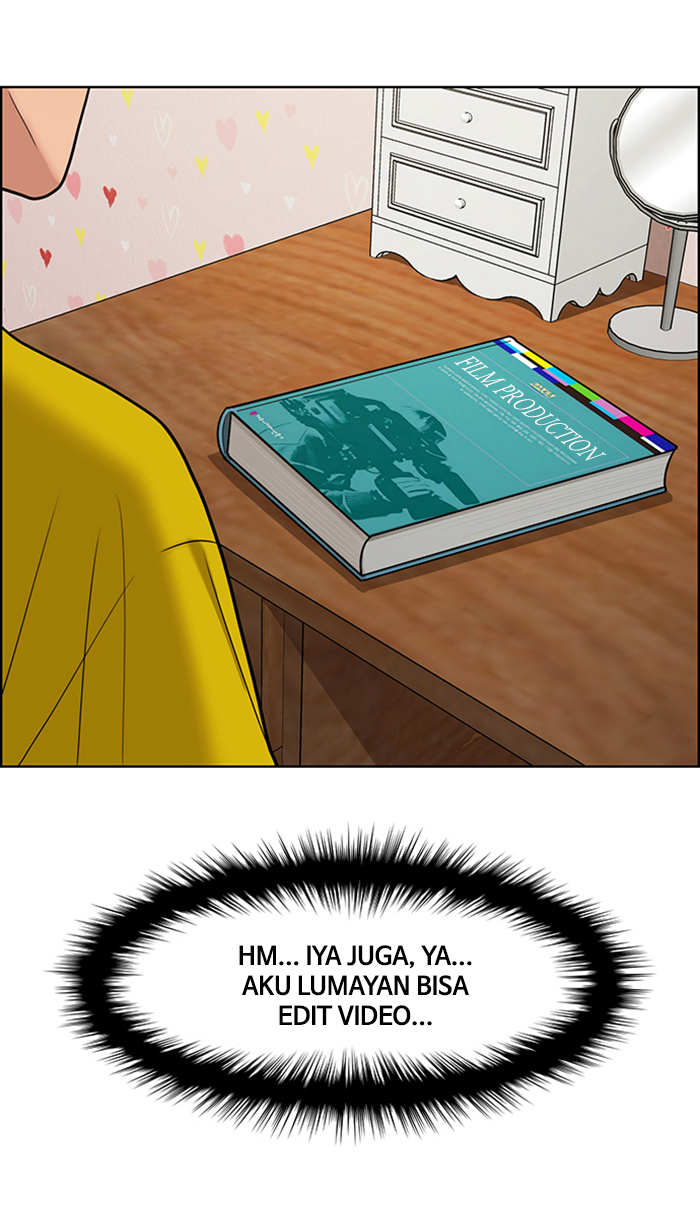 FILM PRODUCTION
HM... IYA JUGA, YA...
AKU LUMAYAN BISA
EDIT VIDEO...